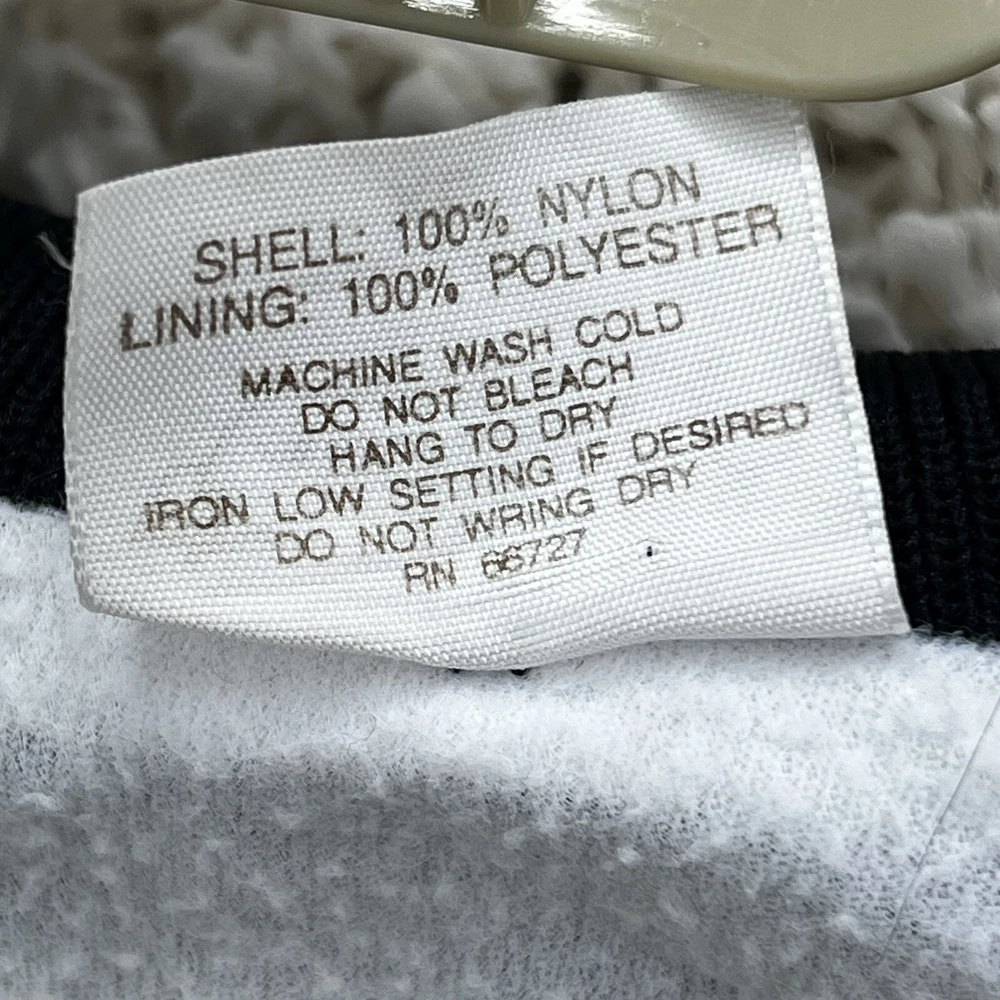 SHELL: 100% NYLON
LINING: 100% POLYESTER
MACHINE WASH COLD
DO NOT BLEACH
HANG TO DRY
IRON LOW SETTING IF DESIRED
DO NOT WRING DRY
RN 66727